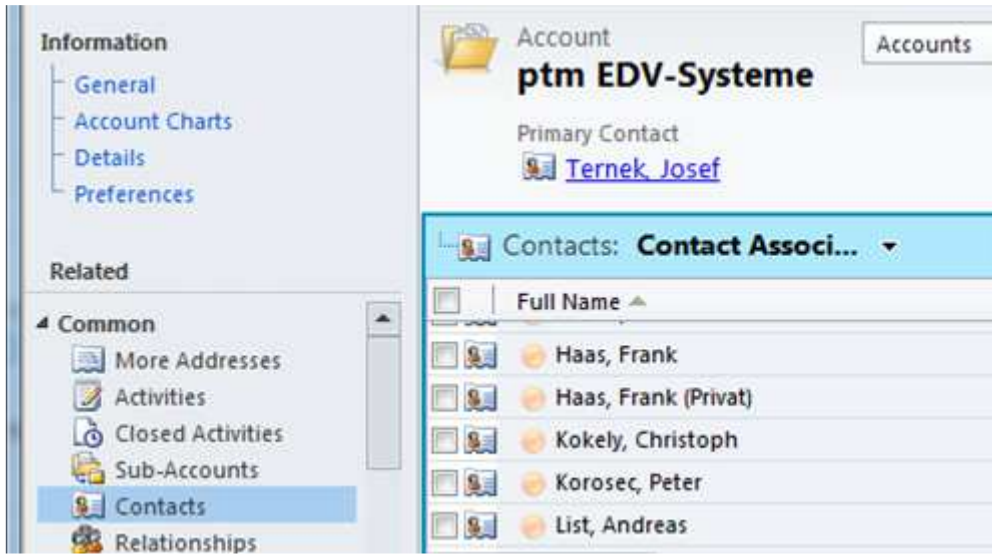 Information
General
Account Charts
Details
Preferences
Related
Common
More Addresses
Activities
Closed Activities
Sub-Accounts
Contacts
Relationships
Account
ptm EDV-Systeme
Accounts
Primary Contact
Ternek, Josef
Contacts: Contact Associ...
Full Name
Haas, Frank
Haas, Frank (Privat)
Kokely, Christoph
Korosec, Peter
List, Andreas